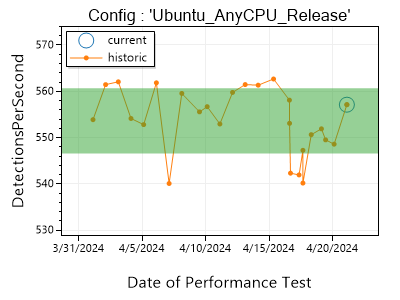 Config : 'Ubuntu_AnyCPU_Release'
current
historic
DetectionsPerSecond
570
560
550
540
530
3/31/2024 4/5/2024 4/10/2024 4/15/2024 4/20/2024
Date of Performance Test